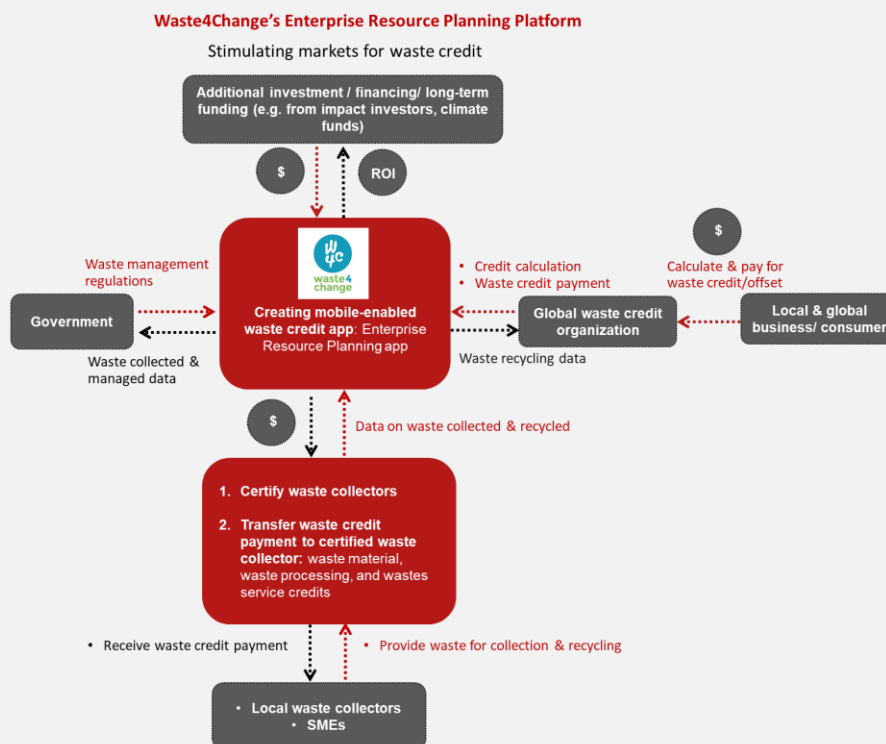 Waste4Change's Enterprise Resource Planning Platform
Stimulating markets for waste credit
Additional investment / financing/ long-term
funding (e.g. from impact investors, climate
funds)
$
ROI
W4C
waste4
change
Creating mobile-enabled
waste credit app: Enterprise
Resource Planning app
Waste management
regulations
Government
Waste collected &
managed data
• Credit calculation
• Waste credit payment
Global waste credit
organization
Waste recycling data
$
Calculate & pay for
waste credit/offset
Local & global
business/ consumer
$
Data on waste collected & recycled
1. Certify waste collectors
2. Transfer waste credit
payment to certified waste
collector: waste material,
waste processing, and wastes
service credits
• Receive waste credit payment
• Provide waste for collection & recycling
• Local waste collectors
• SMEs